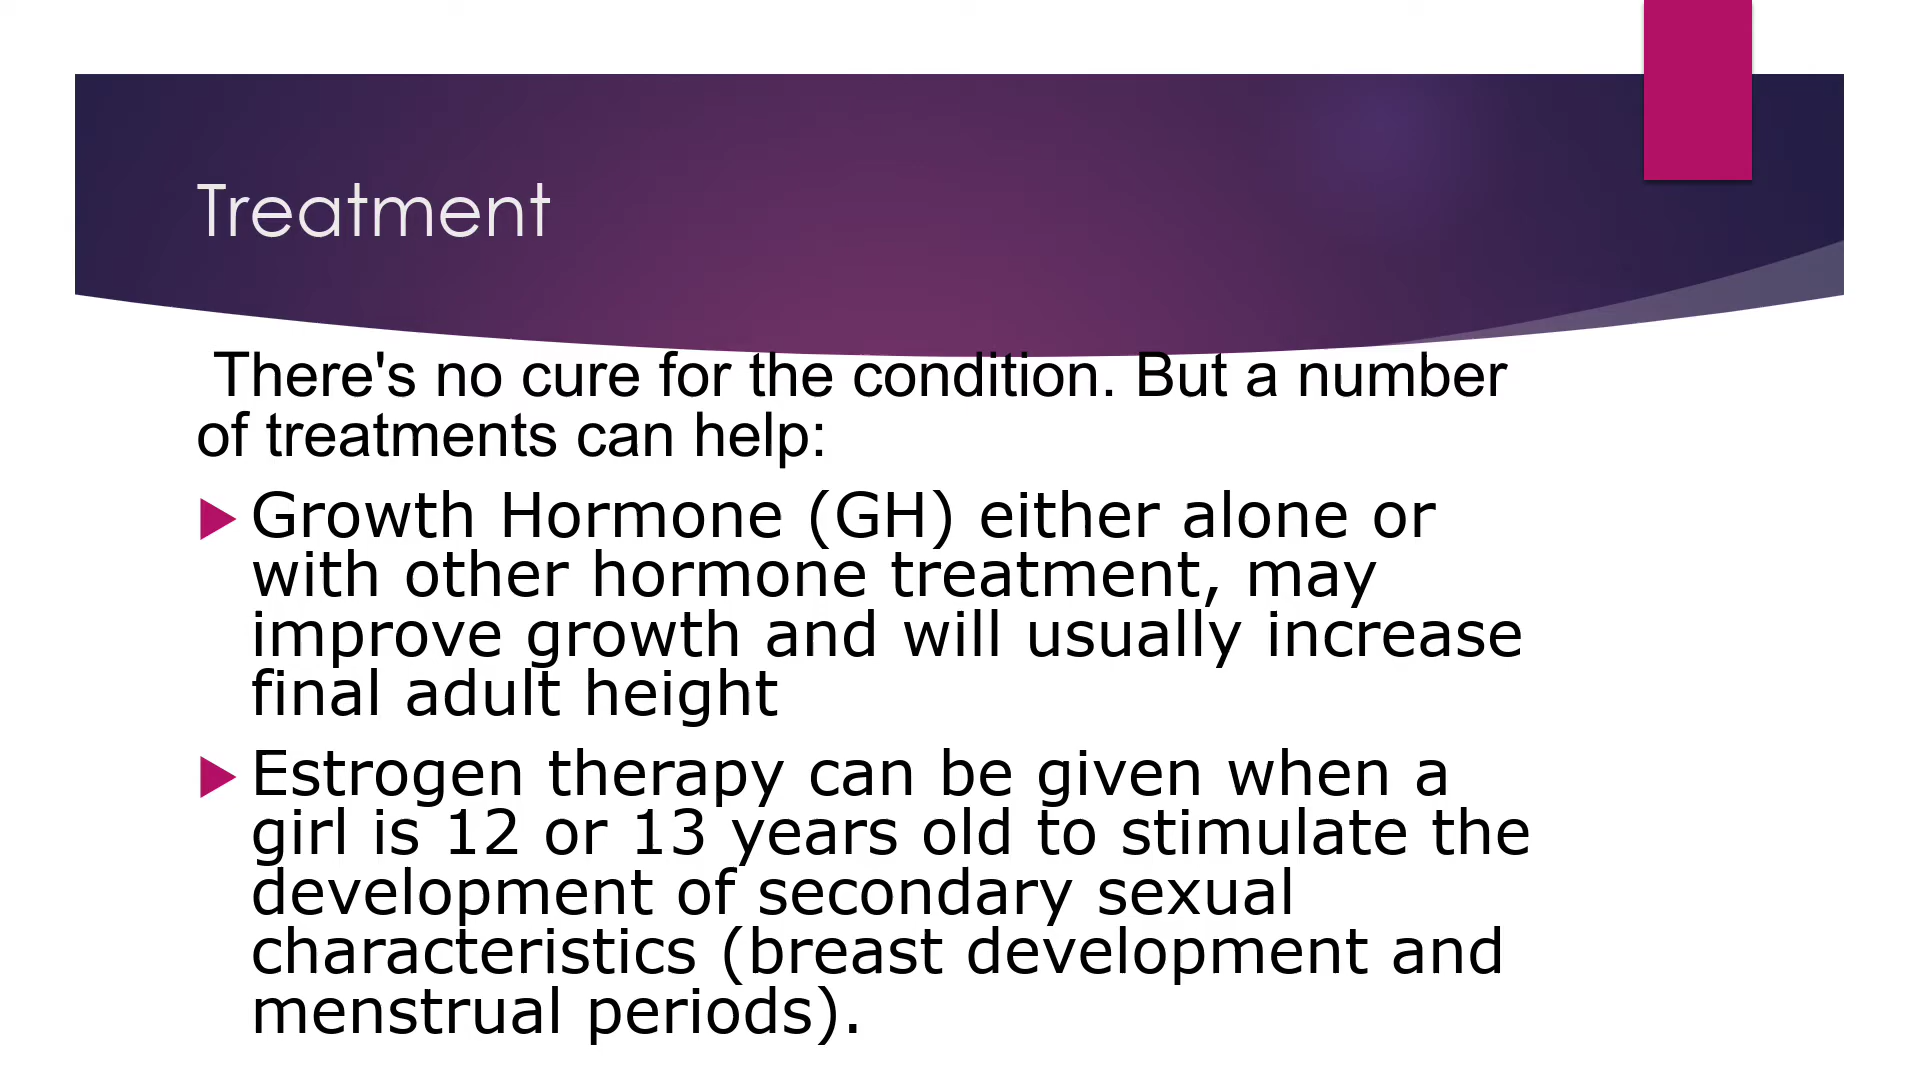 Treatment
There's no cure for the condition. But a number
of treatments can help:
Growth Hormone (GH) either alone or
with other hormone treatment, may
improve growth and will usually increase
final adult height
Estrogen therapy can be given when a
girl is 12 or 13 years old to stimulate the
development of secondary sexual
characteristics (breast development and
menstrual periods).